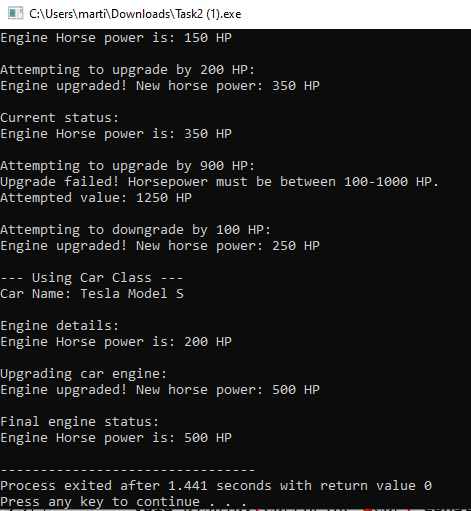 C:\Users\marti\Downloads\Task2 (1).exe
Engine Horse power is: 150 HP
Attempting to upgrade by 200 HP:
Engine upgraded! New horse power: 350 HP
Current status:
Engine Horse power is: 350 HP
Attempting to upgrade by 900 HP:
Upgrade failed! Horsepower must be between 100-1000 HP.
Attempted value: 1250 HP
Attempting to downgrade by 100 HP:
Engine upgraded! New horse power: 250 HP
--- Using Car Class ---
Car Name: Tesla Model S
Engine details:
Engine Horse power is: 200 HP
Upgrading car engine:
Engine upgraded! New horse power: 500 HP
Final engine status:
Engine Horse power is: 500 HP
--------------------------------
Process exited after 1.441 seconds with return value 0
Press any key to continue . . .